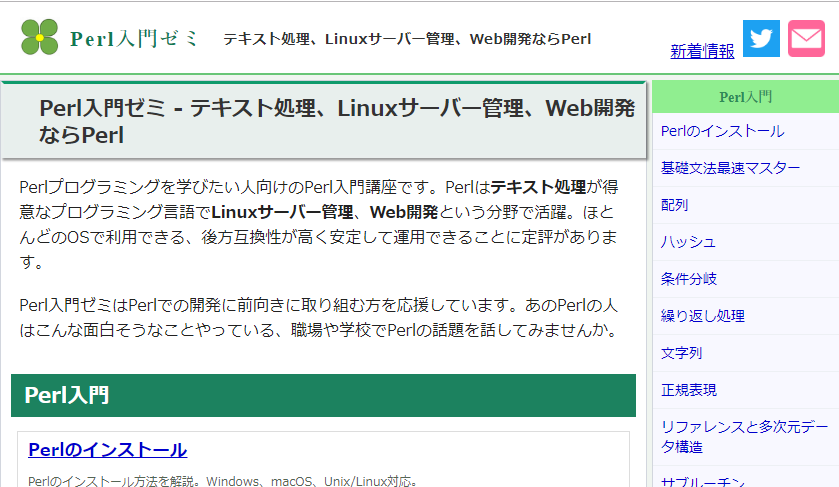 Perl入門ゼミ
テキスト処理、Linuxサーバー管理、Web開発ならPerl
新着情報
Perl入門ゼミ - テキスト処理、Linuxサーバー管理、Web開発
ならPerl
Perlプログラミングを学びたい人向けのPerl入門講座です。Perlはテキスト処理が得
意なプログラミング言語でLinuxサーバー管理、Web開発という分野で活躍。ほと
んどのOSで利用できる、後方互換性が高く安定して運用できることに定評がありま
す。
Perl入門ゼミはPerlでの開発に前向きに取り組む方を応援しています。あのPerlの人
はこんな面白そうなことやっている、職場や学校でPerlの話題を話してみませんか。
Perl入門
Perlのインストール
Perlのインストール方法を解説。Windows、macOS、Unix/Linux対応。
Perl入門
Perlのインストール
基礎文法最速マスター
配列
ハッシュ
条件分岐
繰り返し処理
文字列
正規表現
リファレンスと多次元デー
タ構造
サブルーチン